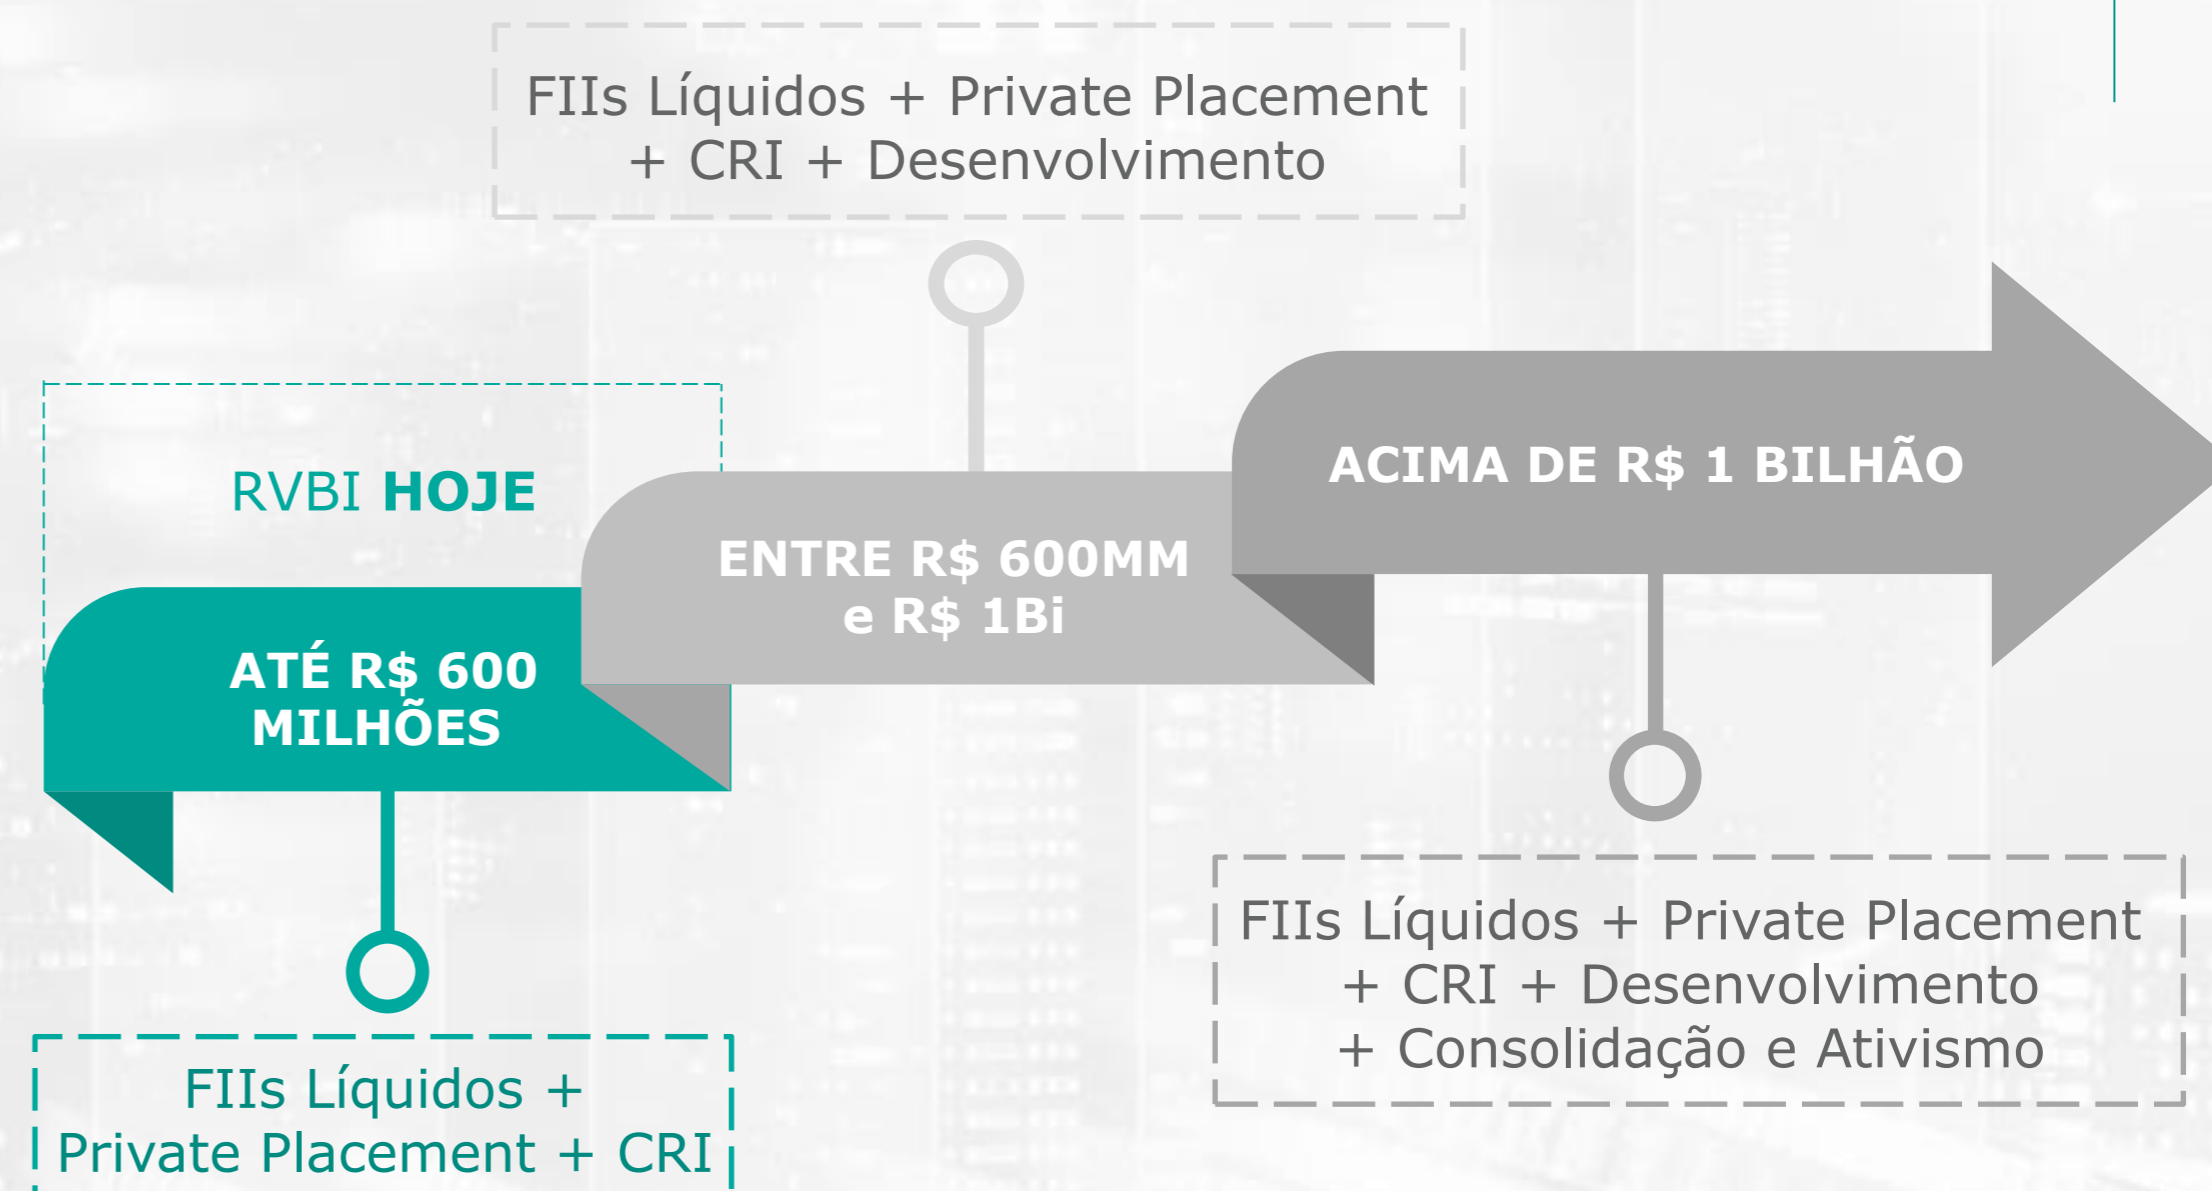 FIIs Líquidos + Private Placement
+ CRI + Desenvolvimento
RVBI HOJE
ATÉ R$ 600
MILHÕES
ENTRE R$ 600MM
e R$ 1Bi
ACIMA DE R$ 1 BILHÃO
FIIs Líquidos +
Private Placement + CRI
FIIs Líquidos + Private Placement
+ CRI + Desenvolvimento
+ Consolidação e Ativismo